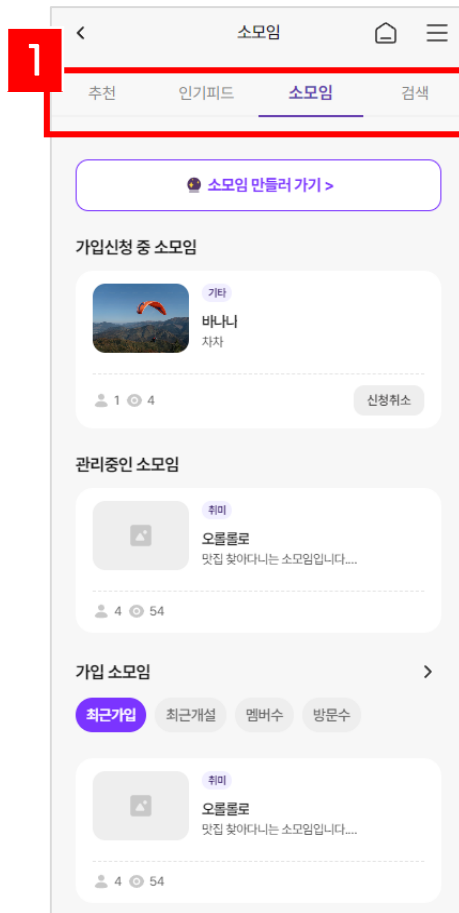 1
소모임
추천 인기피드 소모임 검색
소모임 만들러 가기 >
가입신청 중 소모임
기타
바나나
차차
1 4
신청취소
관리중인 소모임
취미
오롤롤로
맛집 찾아다니는 소모임입니다....
4 54
가입 소모임
최근가입 최근개설 멤버수 방문수
취미
오롤롤로
맛집 찾아다니는 소모임입니다....
4 54